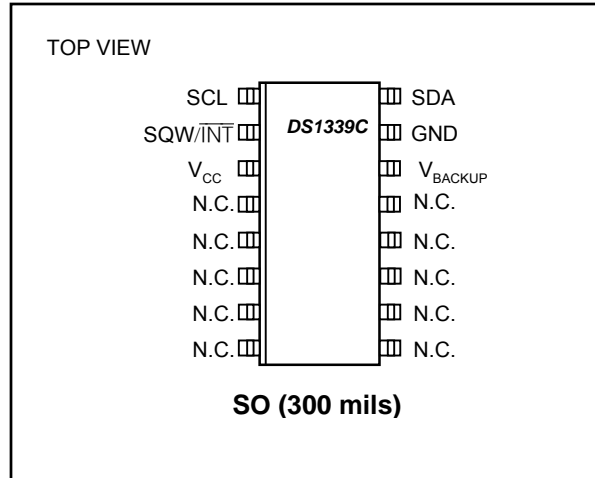 TOP VIEW
SCL SDA
SQW/INT DS1339C GND
VCC VBACKUP
N.C. N.C.
N.C. N.C.
N.C. N.C.
N.C. N.C.
N.C. N.C.
SO (300 mils)